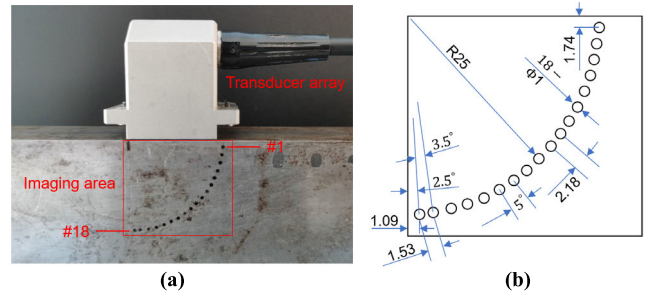 Transducer array
#1
Imaging area
#18
(a)
1.74
R25
18 –
Φ1
3.5°
2.5°
1.09
1.53
5°
2.18
(b)